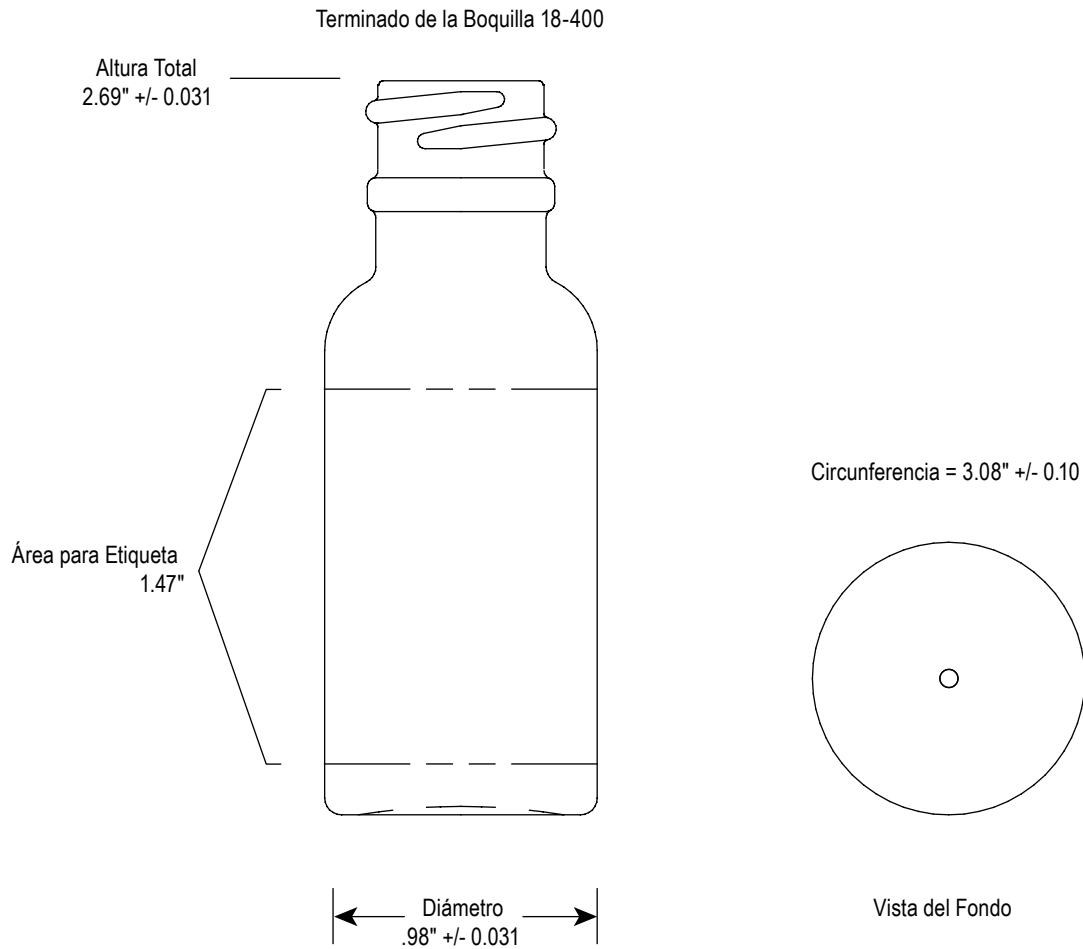 Terminado de la Boquilla 18-400
Altura Total
2.69" +/- 0.031
Circunferencia = 3.08" +/- 0.10
Área para Etiqueta
1.47"
Diámetro
.98" +/- 0.031
Vista del Fondo